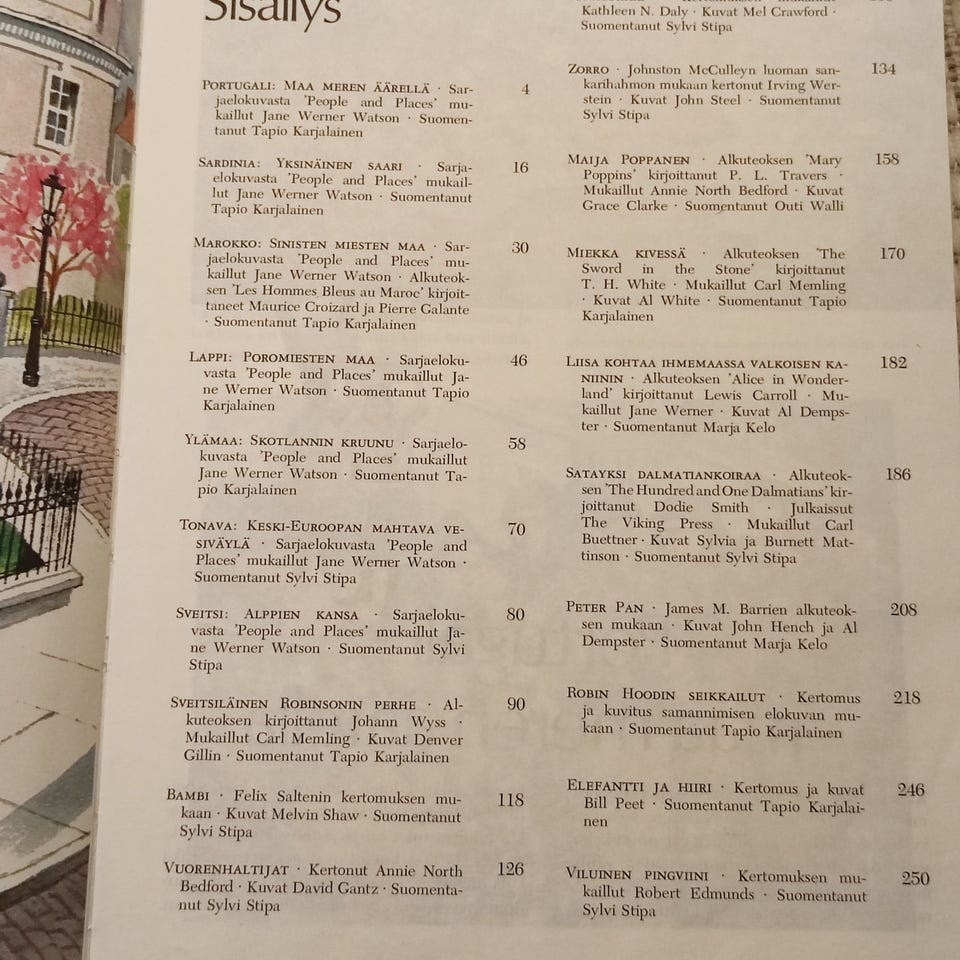 Sisällys
PORTUGALI: MAA MEREN ÄÄRELLÄ · Sar-
jaelokuvasta 'People and Places' mu-
kaillut Jane Werner Watson · Suomen-
tanut Tapio Karjalainen
4
SARDINIA: YKSINÄINEN SAARI · Sarja-
elokuvasta 'People and Places' mukail-
lut Jane Werner Watson · Suomentanut
Tapio Karjalainen
16
MAROKKO: SINISTEN MIESTEN MAA · Sar-
jaelokuvasta 'People and Places' mu-
kaillut Jane Werner Watson · Alkuteok-
sen 'Les Hommes Bleus au Maroc' kirjoit-
taneet Maurice Croizard ja Pierre Galante
· Suomentanut Tapio Karjalainen
30
LAPPI: POROMIESTEN MAA · Sarjaeloku-
vasta 'People and Places' mukaillut Ja-
ne Werner Watson · Suomentanut Tapio
Karjalainen
46
YLÄMAA: SKOTLANNIN KRUUNU · Sarjaelo-
kuvasta 'People and Places' mukaillut
Jane Werner Watson · Suomentanut Ta-
pio Karjalainen
58
TONAVA: KESKI-EUROOPAN MAHTAVA VE-
SIVÄYLÄ · Sarjaelokuvasta 'People and
Places' mukaillut Jane Werner Watson ·
Suomentanut Sylvi Stipa
70
SVEITSI: ALPPIEN KANSA · Sarjaeloku-
vasta 'People and Places' mukaillut Ja-
ne Werner Watson · Suomentanut Sylvi
Stipa
80
SVEITSILÄINEN ROBINSONIN PERHE · Al-
kuteoksen kirjoittanut Johann Wyss ·
Mukaillut Carl Memling · Kuvat Denver
Gillin · Suomentanut Tapio Karjalainen
90
BAMBI · Felix Saltenin kertomuksen mu-
kaan · Kuvat Melvin Shaw · Suomentanut
Sylvi Stipa
118
VUORENHALTIJAT · Kertonut Annie North
Bedford · Kuvat David Gantz · Suomenta-
nut Sylvi Stipa
126
Kathleen N. Daly · Kuvat Mel Crawford ·
Suomentanut Sylvi Stipa
ZORRO · Johnston McCulleyn luoman san-
karihahmon mukaan kertonut Irving Wer-
stein · Kuvat John Steel · Suomentanut
Sylvi Stipa
134
MAIJA POPPANEN · Alkuteoksen 'Mary
Poppins' kirjoittanut P. L. Travers ·
Mukaillut Annie North Bedford · Kuvat
Grace Clarke · Suomentanut Outi Walli
158
MIEKKA KIVESSÄ · Alkuteoksen 'The
Sword in the Stone' kirjoittanut
T. H. White · Mukaillut Carl Memling
· Kuvat Al White · Suomentanut Tapio
Karjalainen
170
LIISA KOHTAA IHMEMAASSA VALKOISEN KA-
NIININ · Alkuteoksen 'Alice in Wonder-
land' kirjoittanut Lewis Carroll · Mu-
kaillut Jane Werner · Kuvat Al Demps-
ter · Suomentanut Marja Kelo
182
SATAYKSI DALMATIANKOIRAA · Alkuteok-
sen 'The Hundred and One Dalmatians' kir-
joittanut Dodie Smith · Julkaissut
The Viking Press · Mukaillut Carl
Buettner · Kuvat Sylvia ja Burnett Mat-
tinson · Suomentanut Sylvi Stipa
186
PETER PAN · James M. Barrien alkuteok-
sen mukaan · Kuvat John Hench ja Al
Dempster · Suomentanut Marja Kelo
208
ROBIN HOODIN SEIKKAILUT · Kertomus
ja kuvitus samannimisen elokuvan mu-
kaan · Suomentanut Tapio Karjalainen
218
ELEFANTTI JA HIIRI · Kertomus ja kuvat
Bill Peet · Suomentanut Tapio Karjalai-
nen
246
VILUINEN PINGVIINI · Kertomuksen mu-
kaillut Robert Edmunds · Suomentanut
Sylvi Stipa
250